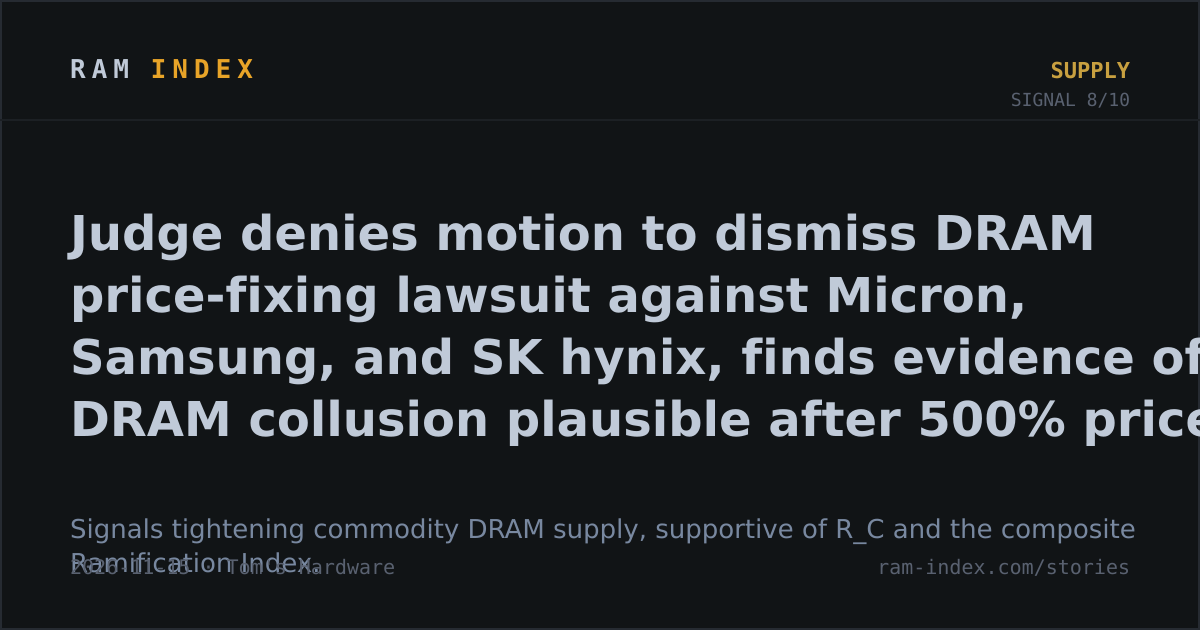 RAM INDEX
SUPPLY
SIGNAL 8/10
Judge denies motion to dismiss DRAM
price-fixing lawsuit against Micron,
Samsung, and SK hynix, finds evidence of
DRAM collusion plausible after 500% price
Signals tightening commodity DRAM supply, supportive of R_C and the composite
Ramification Index.
Tom's Hardware
ram-index.com/stories